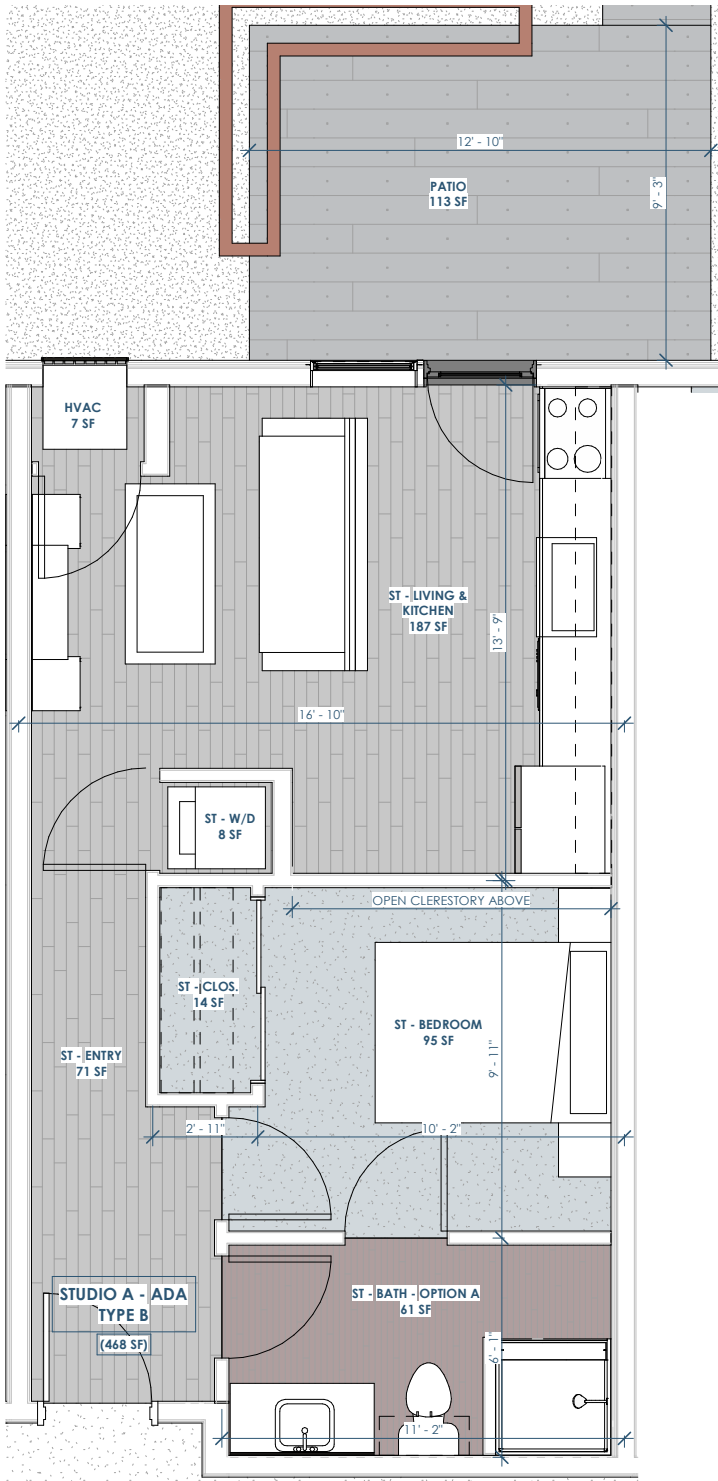 12' - 10"
PATIO
113 SF
9' - 3"
HVAC
7 SF
ST - LIVING &
KITCHEN
187 SF
13' - 9"
16' - 10"
ST - W/D
8 SF
OPEN CLERESTORY ABOVE
ST - CLOS.
14 SF
ST - BEDROOM
95 SF
9' - 11"
ST - ENTRY
71 SF
2' - 11"
10' - 2"
STUDIO A - ADA
TYPE B
(468 SF)
ST - BATH - OPTION A
61 SF
6' - 1"
11' - 2"